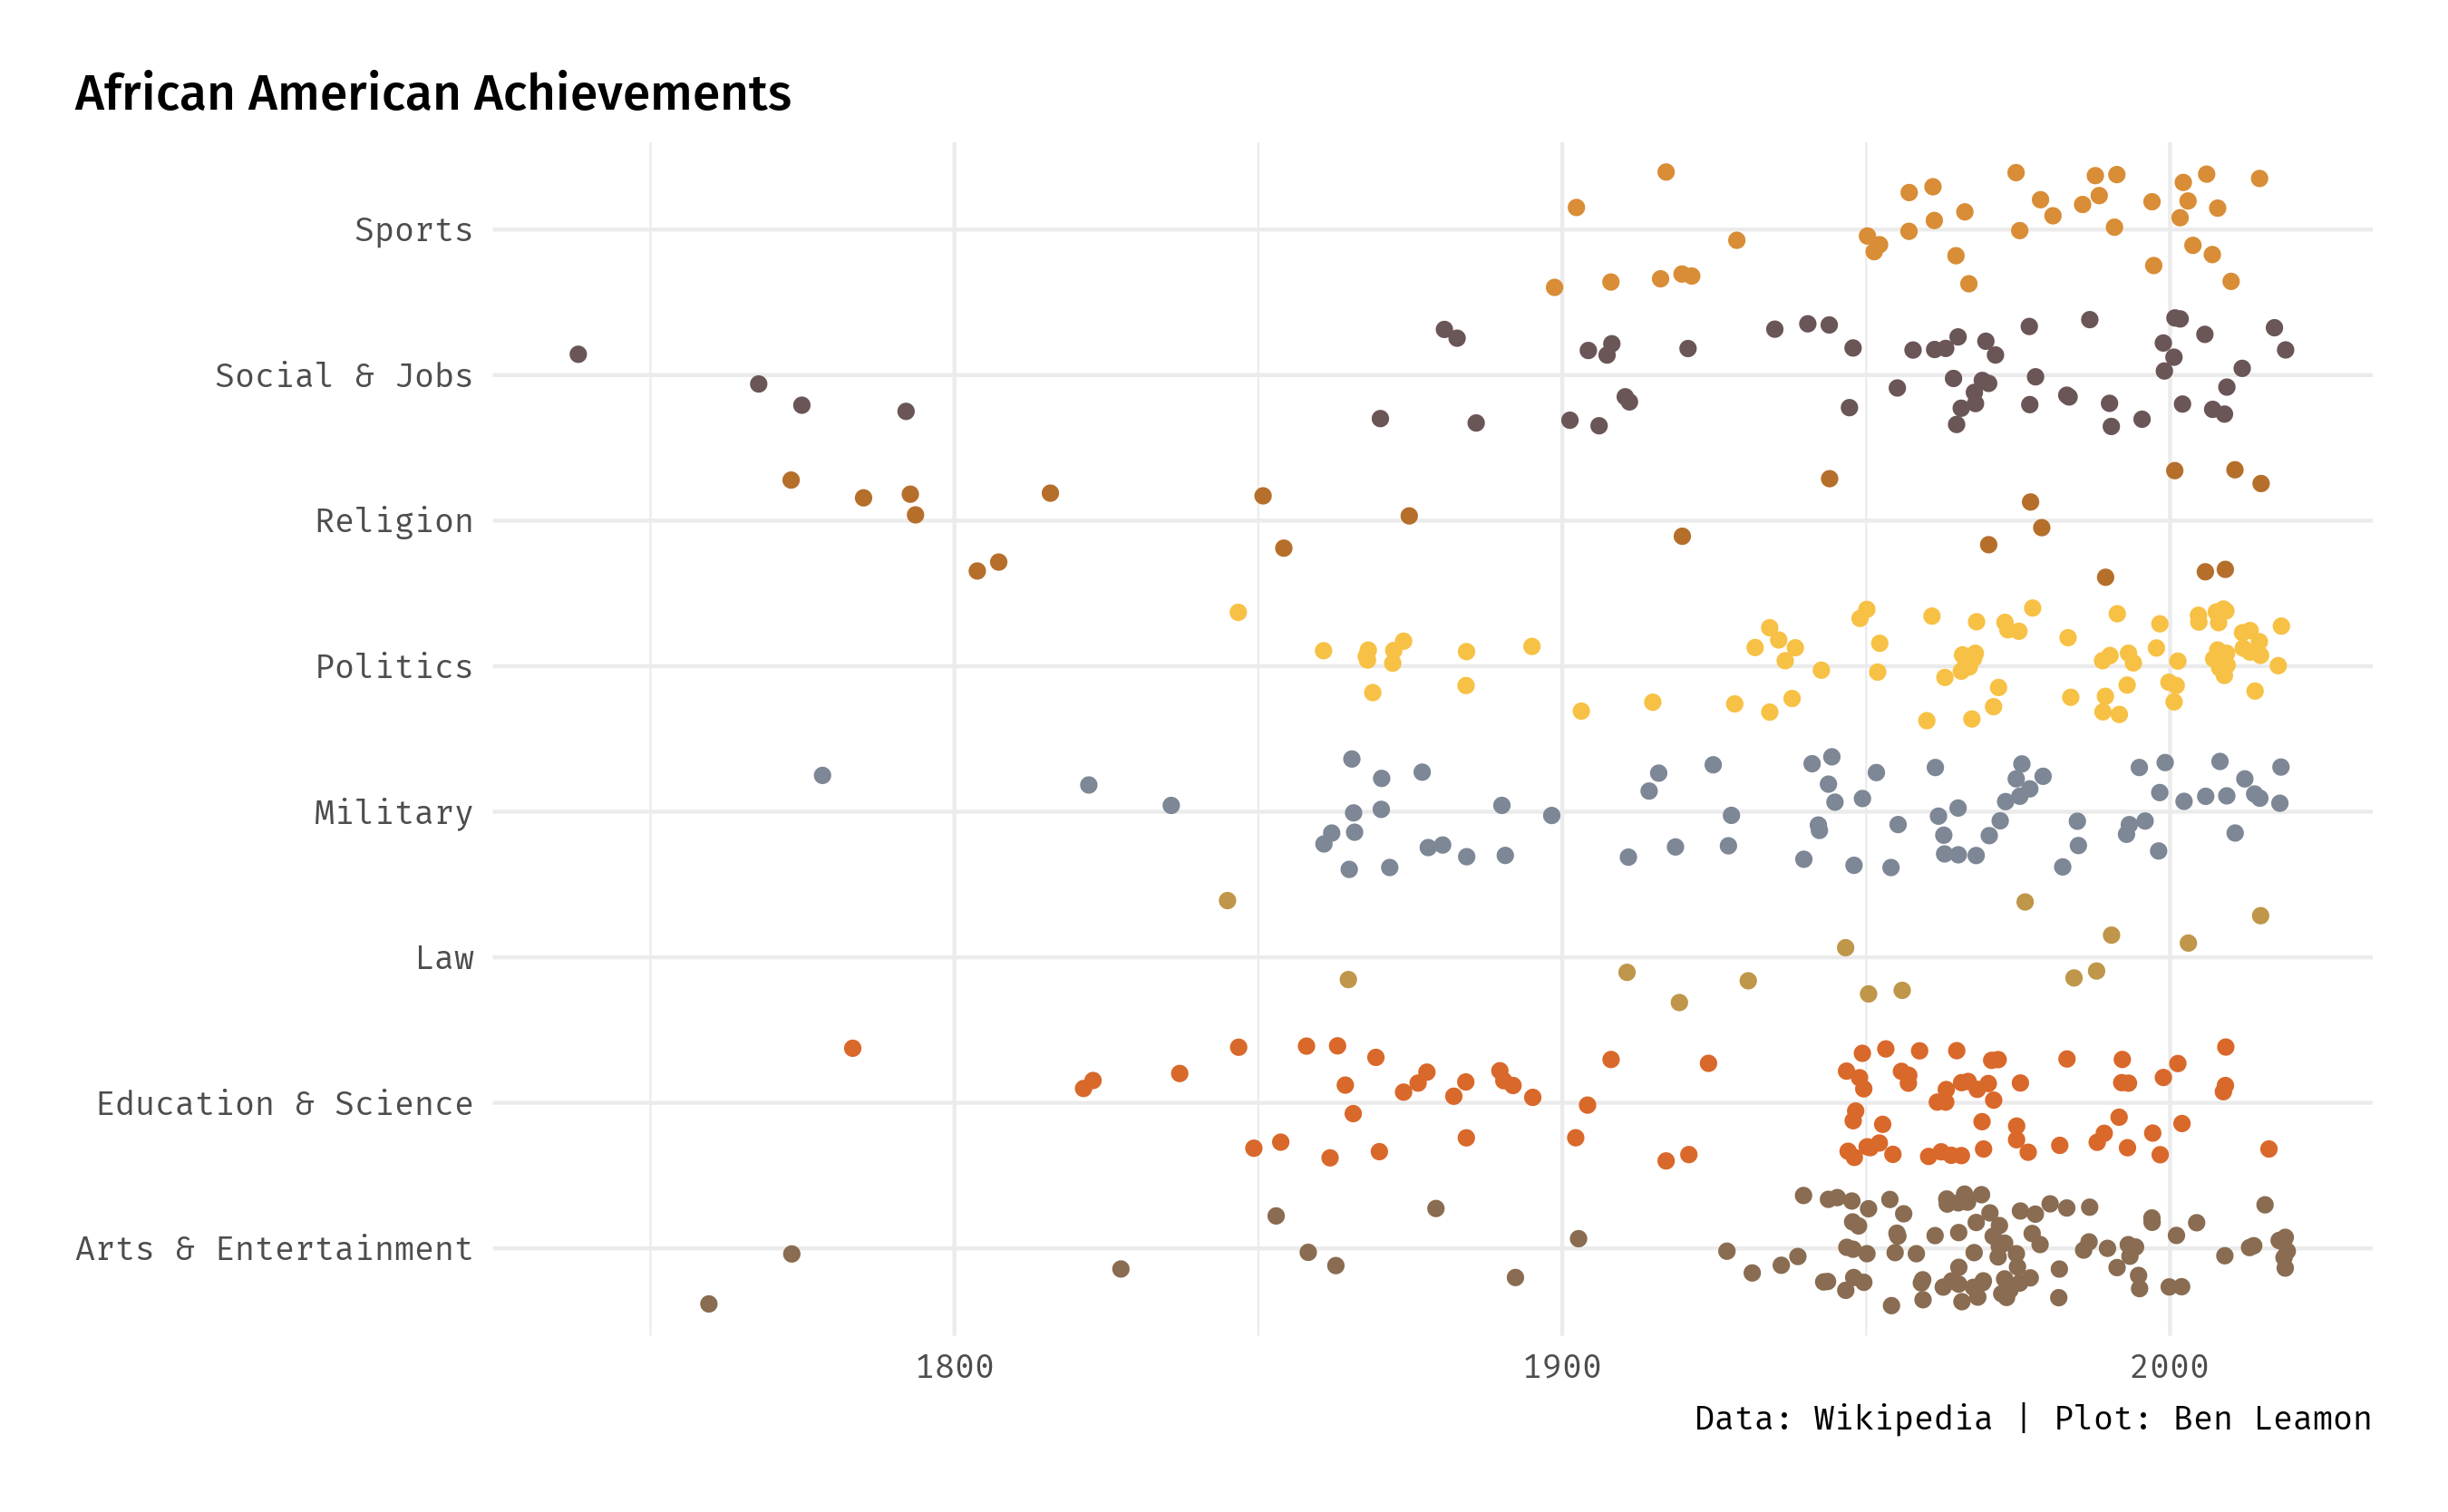 African American Achievements
Sports
Social & Jobs
Religion
Politics
Military
Law
Education & Science
Arts & Entertainment
1800 1900 2000
Data: Wikipedia | Plot: Ben Leamon